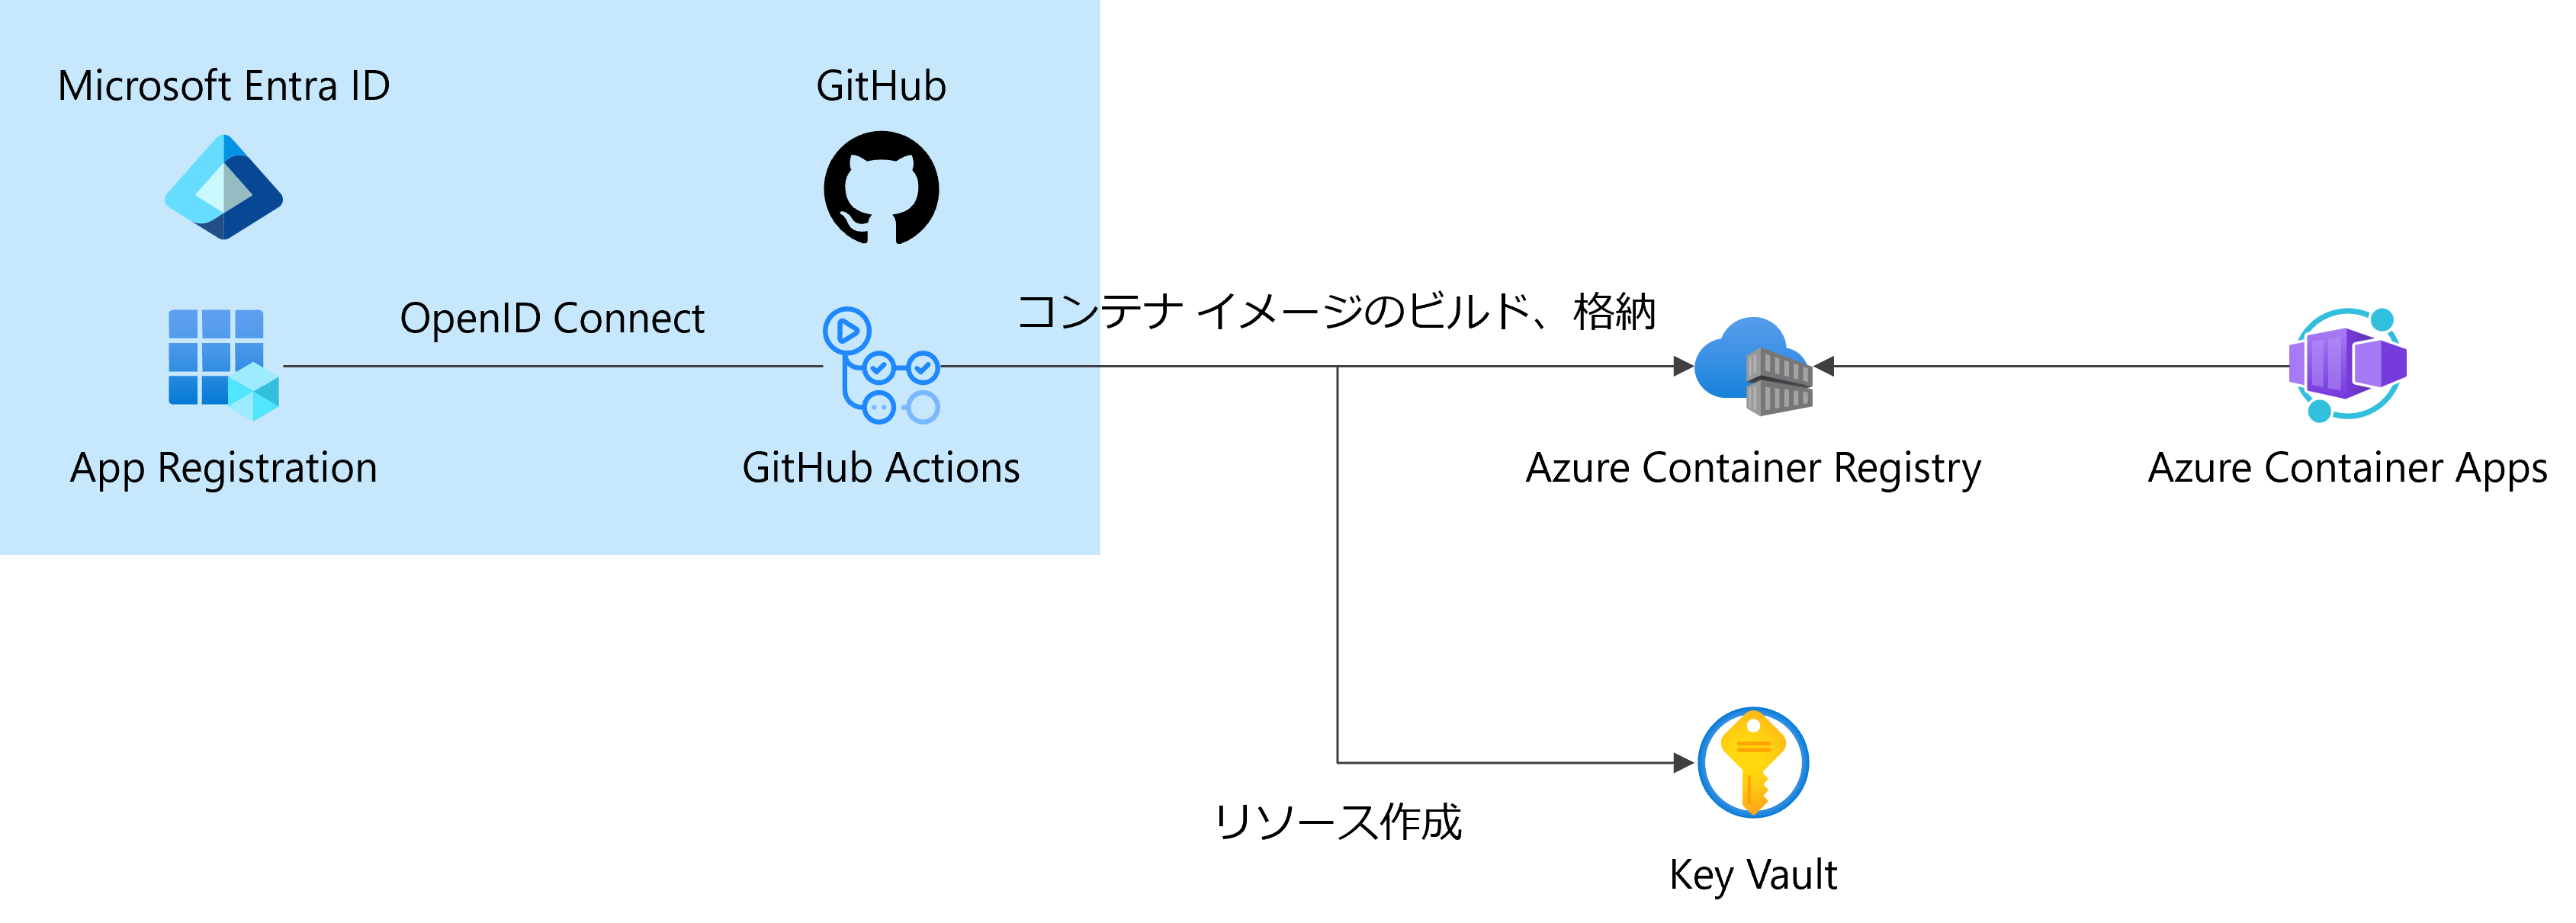 Microsoft Entra ID
GitHub
OpenID Connect
コンテナ イメージのビルド、格納
App Registration
GitHub Actions
Azure Container Registry
Azure Container Apps
リソース作成
Key Vault